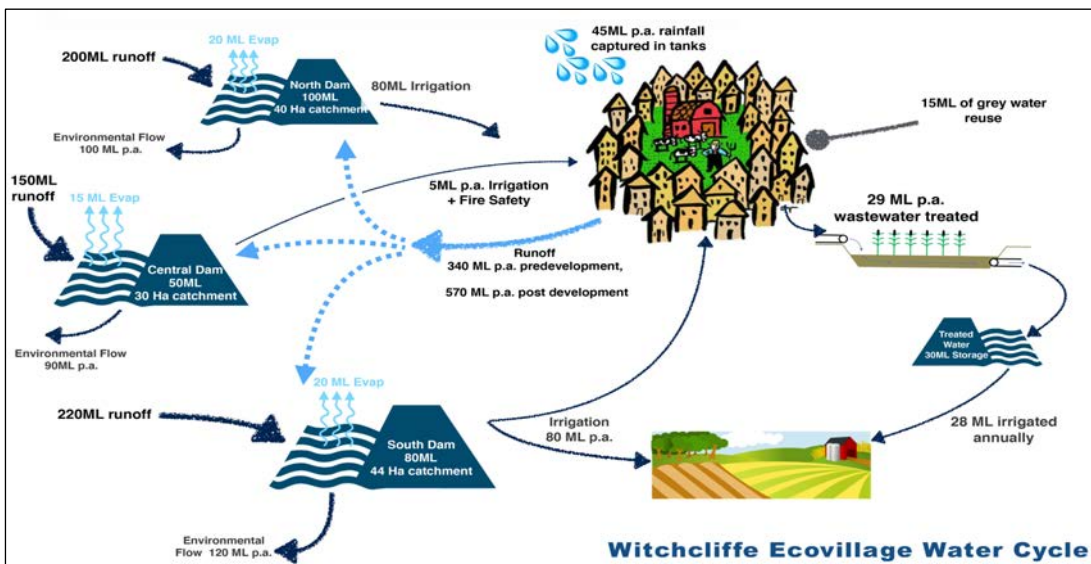 20 ML Evap
200ML runoff
North Dam
100ML
40 Ha catchment
80ML Irrigation
Environmental Flow
100 ML p.a.
45ML p.a. rainfall
captured in tanks
15ML of grey water
reuse
150ML
runoff
15 ML Evap
5ML p.a. Irrigation
+ Fire Safety
29 ML p.a.
wastewater treated
Central Dam
50ML
30 Ha catchment
Runoff
340 ML p.a. predevelopment,
570 ML p.a. post development
Environmental Flow
90ML p.a.
Treated
Water
30ML Storage
20 ML Evap
220ML runoff
South Dam
80ML
44 Ha catchment
Irrigation
80 ML p.a.
28 ML irrigated
annually
Environmental
Flow 120 ML p.a.
Witchcliffe Ecovillage Water Cycle